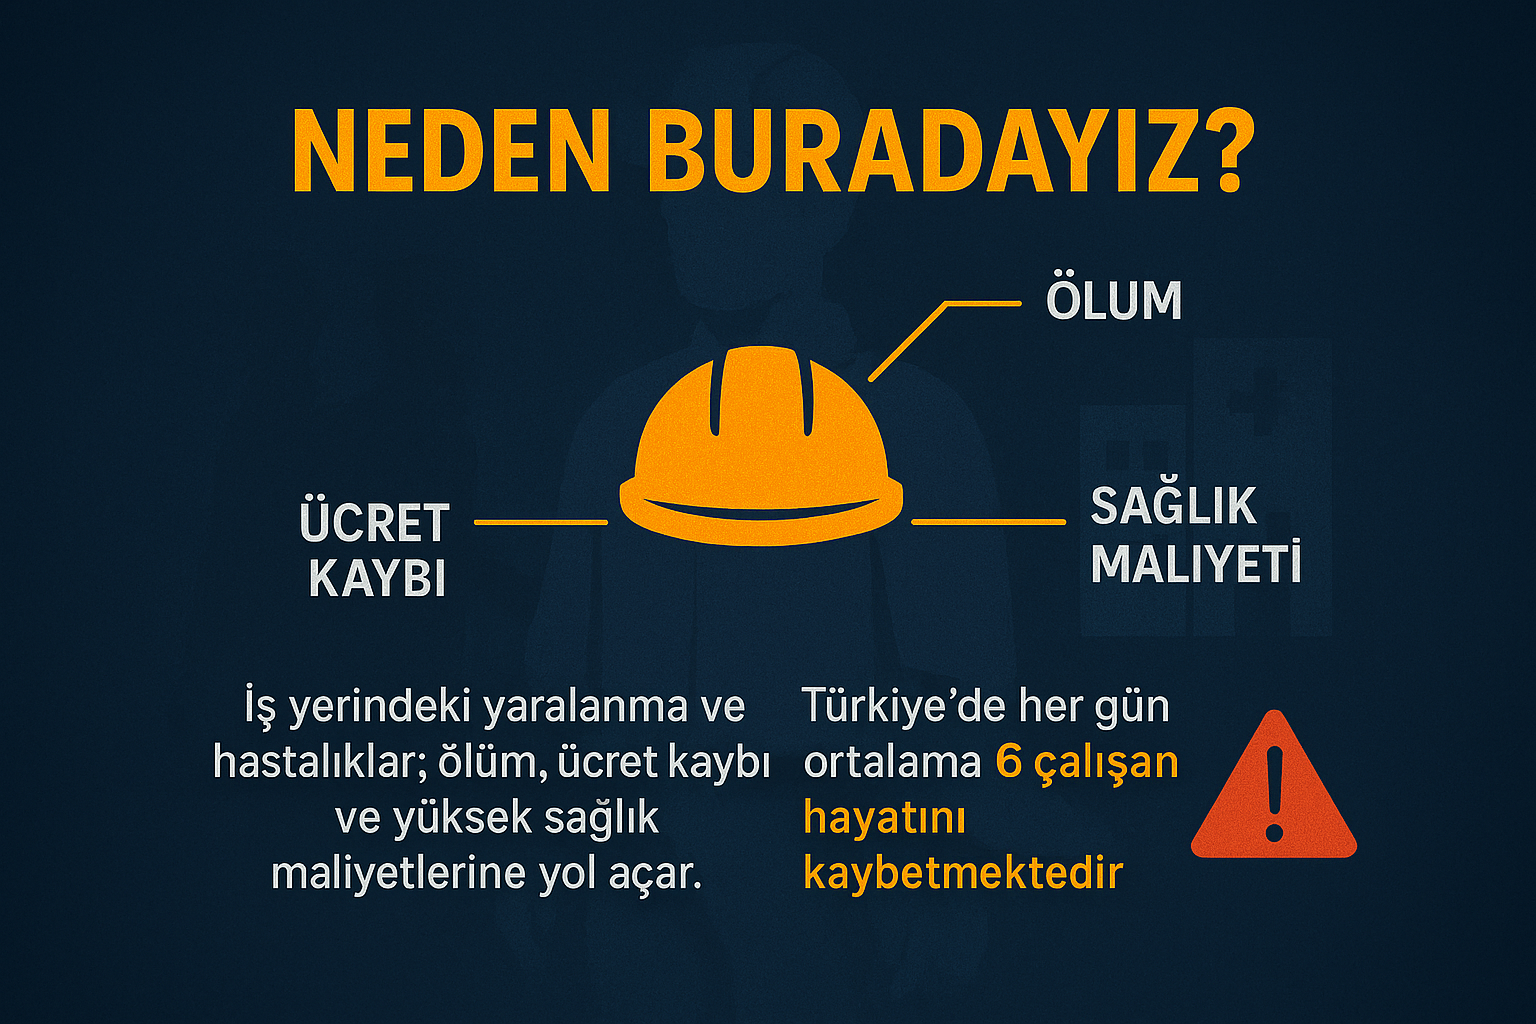 NEDEN BURADAYIZ?
ÖLUM
ÜCRET
KAYBI
SAĞLIK
MALIYETİ
İş yerindeki yaralanma ve
hastalıklar; ŏlüm, ücret kaybı
ve yüksek sağlık
maliyetlerine yol açar.
Türkiye’de her gün
ortalama 6 çalışan
hayatını
kaybetmektedir